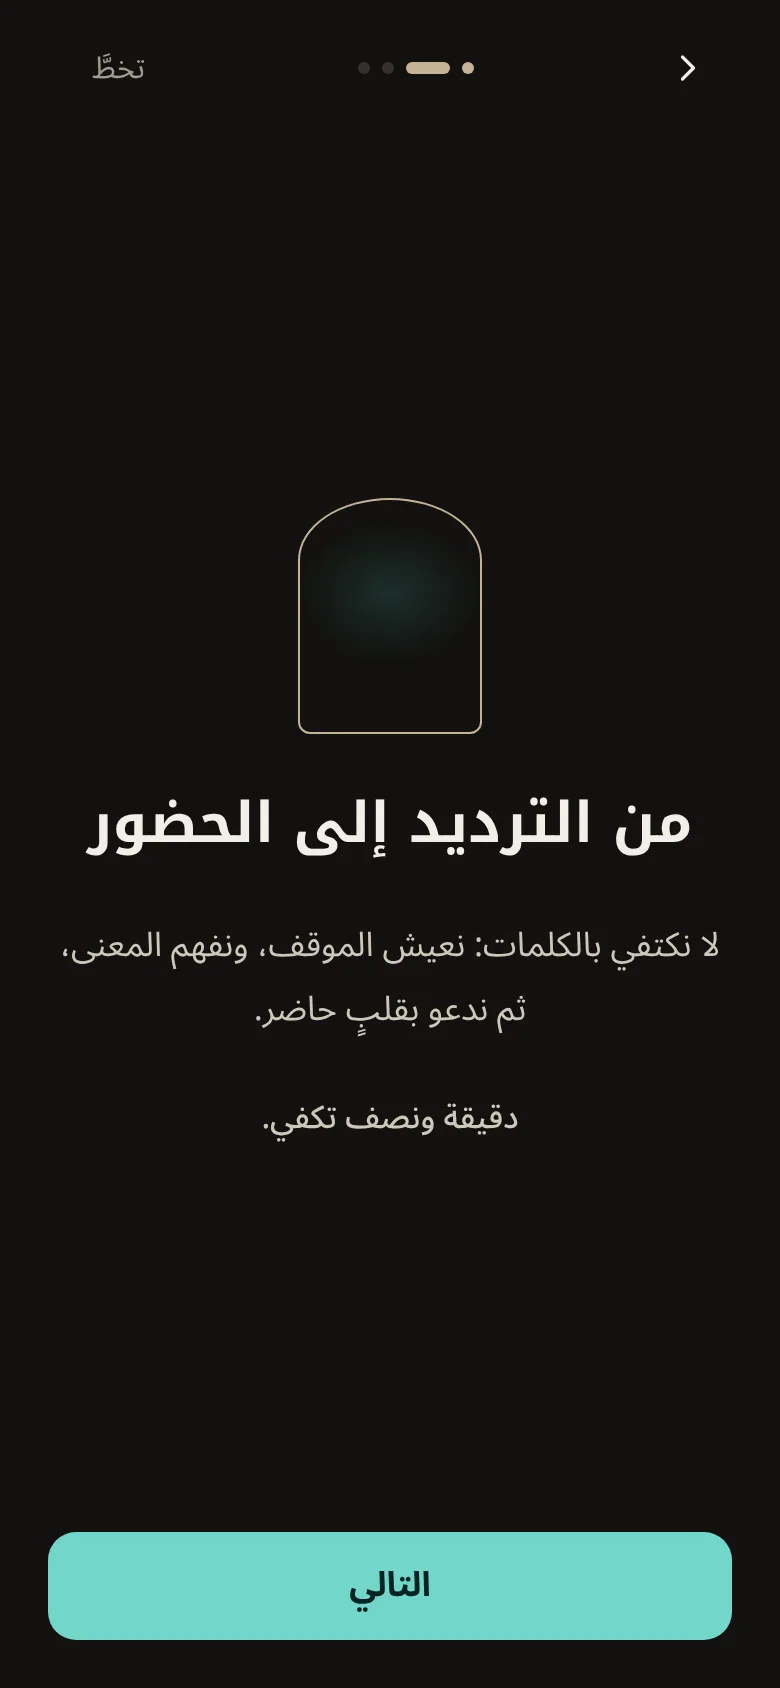 تخطَّ
من الترديد إلى الحضور
لا نكتفي بالكلمات: نعيش الموقف، ونفهم المعنى،
ثم ندعو بقلبٍ حاضر.
دقيقة ونصف تكفي.
التالي